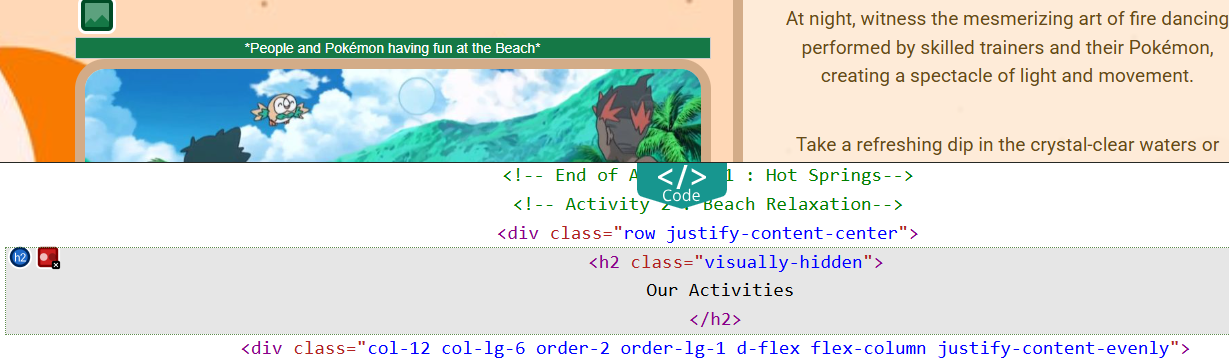 *People and Pokémon having fun at the Beach*
At night, witness the mesmerizing art of fire dancing
performed by skilled trainers and their Pokémon,
creating a spectacle of light and movement.
Take a refreshing dip in the crystal-clear waters or
<!-- End of A 1 : Hot Springs-->
</>
Code
<!-- Activity 2 : Beach Relaxation-->
<div class="row justify-content-center">
h2
<h2 class="visually-hidden">
Our Activities
</h2>
<div class="col-12 col-lg-6 order-2 order-lg-1 d-flex flex-column justify-content-evenly">